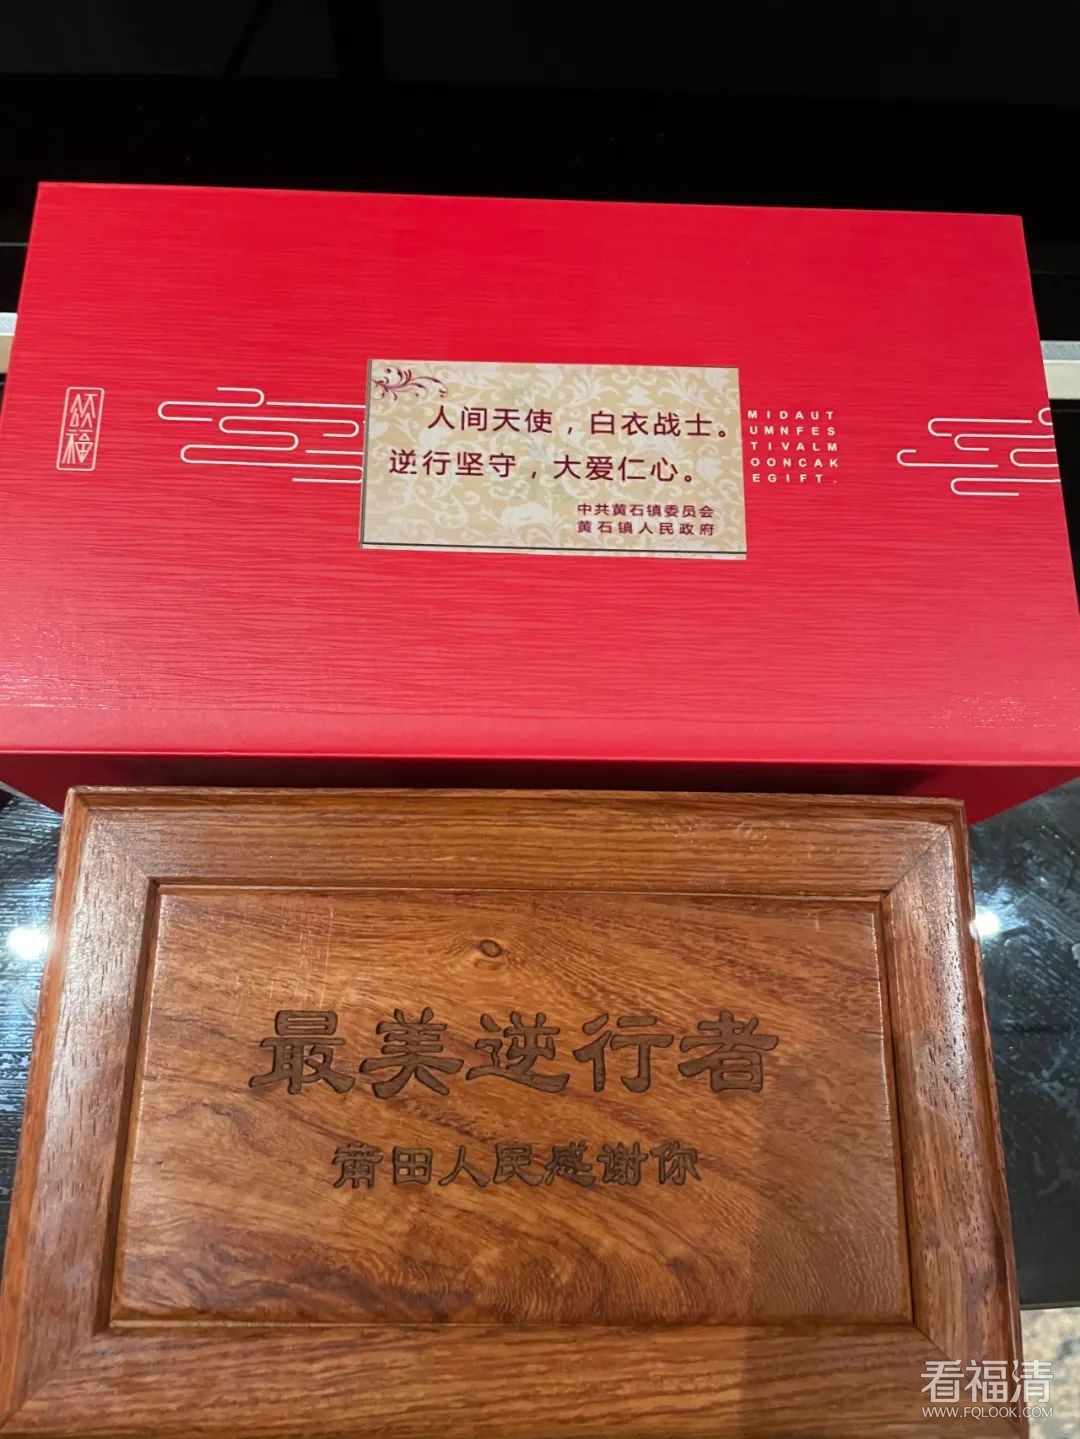 颂福
人间天使，白衣战士。
逆行坚守，大爱仁心。
中共黄石镇委员会
黄石镇人民政府
MIDAUT
UMNFES
TIVALM
OONCAK
EGIFT.
最美逆行者
莆田人民感谢你
看福清
WWW.FQLOOK.COM